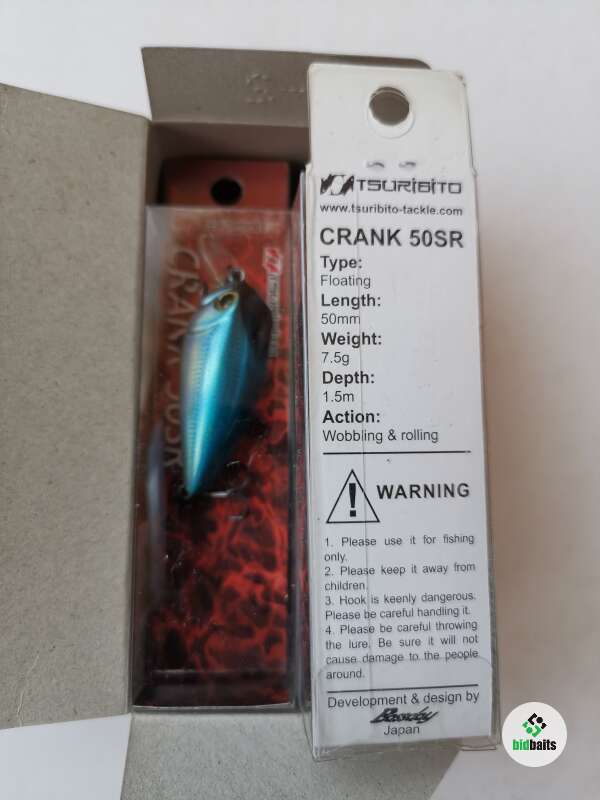 TSURIBITO
www.tsuribito-tackle.com
CRANK 50SR
Type:
Floating
Length:
50mm
Weight:
7.5g
Depth:
1.5m
Action:
Wobbling & rolling
WARNING
1. Please use it for fishing
only.
2. Please keep it away from
children.
3. Hook is keenly dangerous.
Please be careful handling it.
4. Please be careful throwing
the lure. Be sure it will not
cause damage to the people
around.
Development & design by
Japan
CRANK 50SR
bidbaits